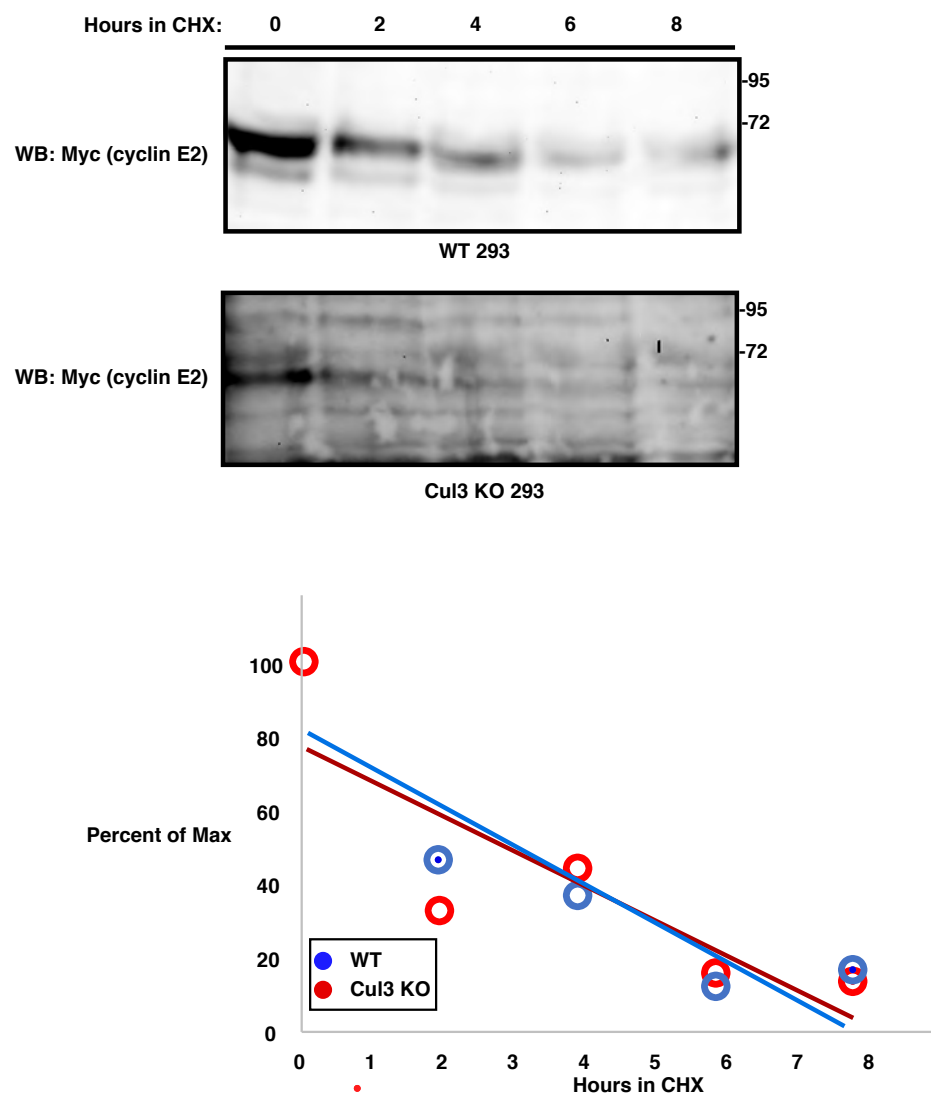 Hours in CHX: 0 2 4 6 8
-95
-72
WB: Myc (cyclin E2)
WT 293
-95
-72
WB: Myc (cyclin E2)
Cul3 KO 293
100
80
60
Percent of Max
40
20
WT
Cul3 KO
0
0 1 2 3 4 5 6 7 8
Hours in CHX